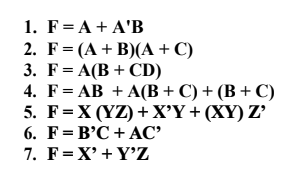 1. F = A + A'B
2. F = (A + B)(A + C)
3. F = A(B + CD)
4. F = AB + A(B + C) + (B + C)
5. F = X (YZ) + X’Y + (XY) Z’
6. F = B’C + AC’
7. F = X’ + Y’Z